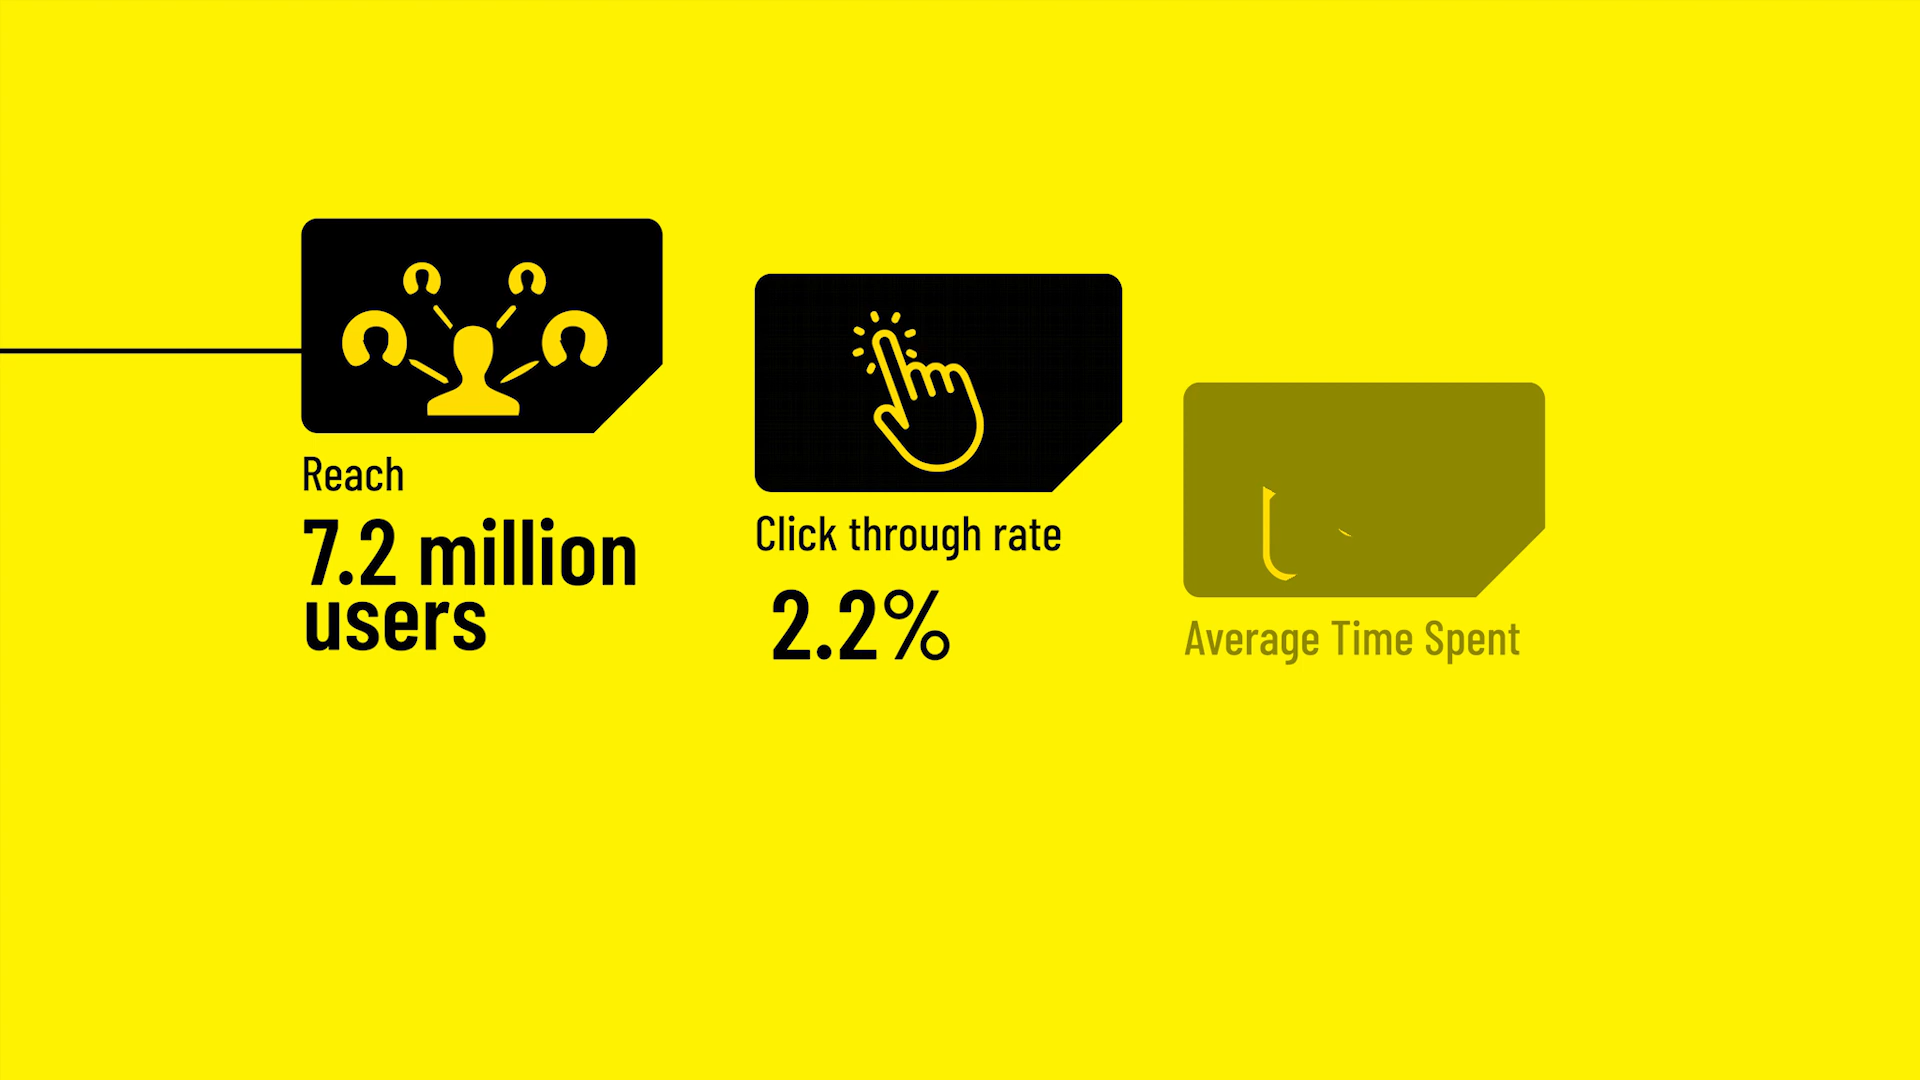 Reach
7.2 million
users
Click through rate
2.2%
Average Time Spent